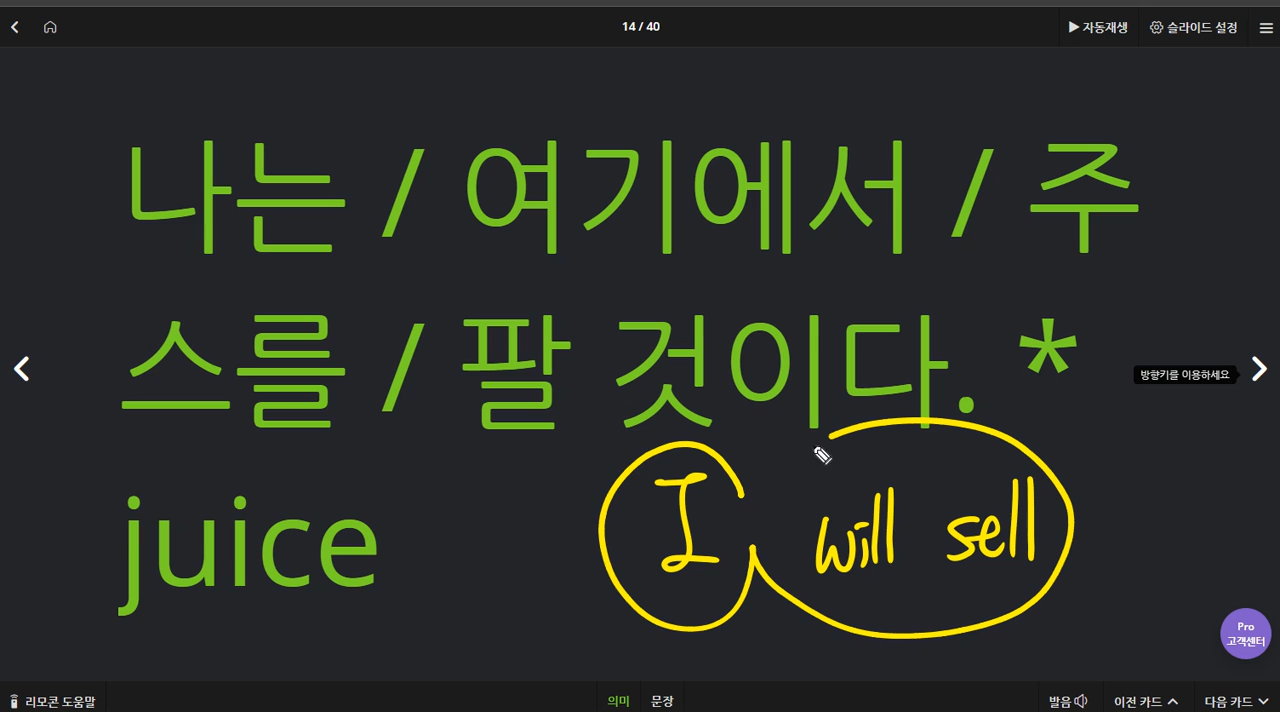 14 / 40
자동재생
슬라이드 설정
나는 / 여기에서 / 주
스를 / 팔 것이다. *
방향키를 이용하세요
juice
I will sell
Pro
고객센터
리모콘 도움말
의미
문장
발음
이전 카드
다음 카드